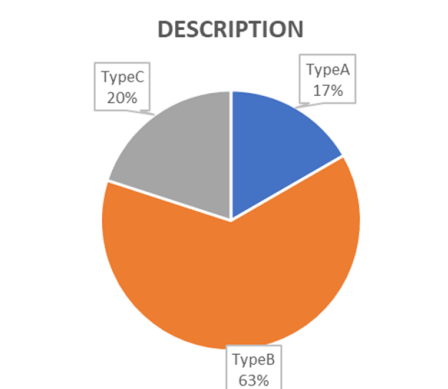 DESCRIPTION
TypeC
20%
TypeA
17%
TypeB
63%